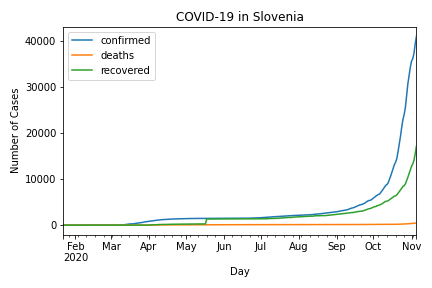 COVID-19 in Slovenia
confirmed
deaths
recovered
Number of Cases
40000
30000
20000
10000
0
Feb Mar Apr May Jun Jul Aug Sep Oct Nov
2020
Day